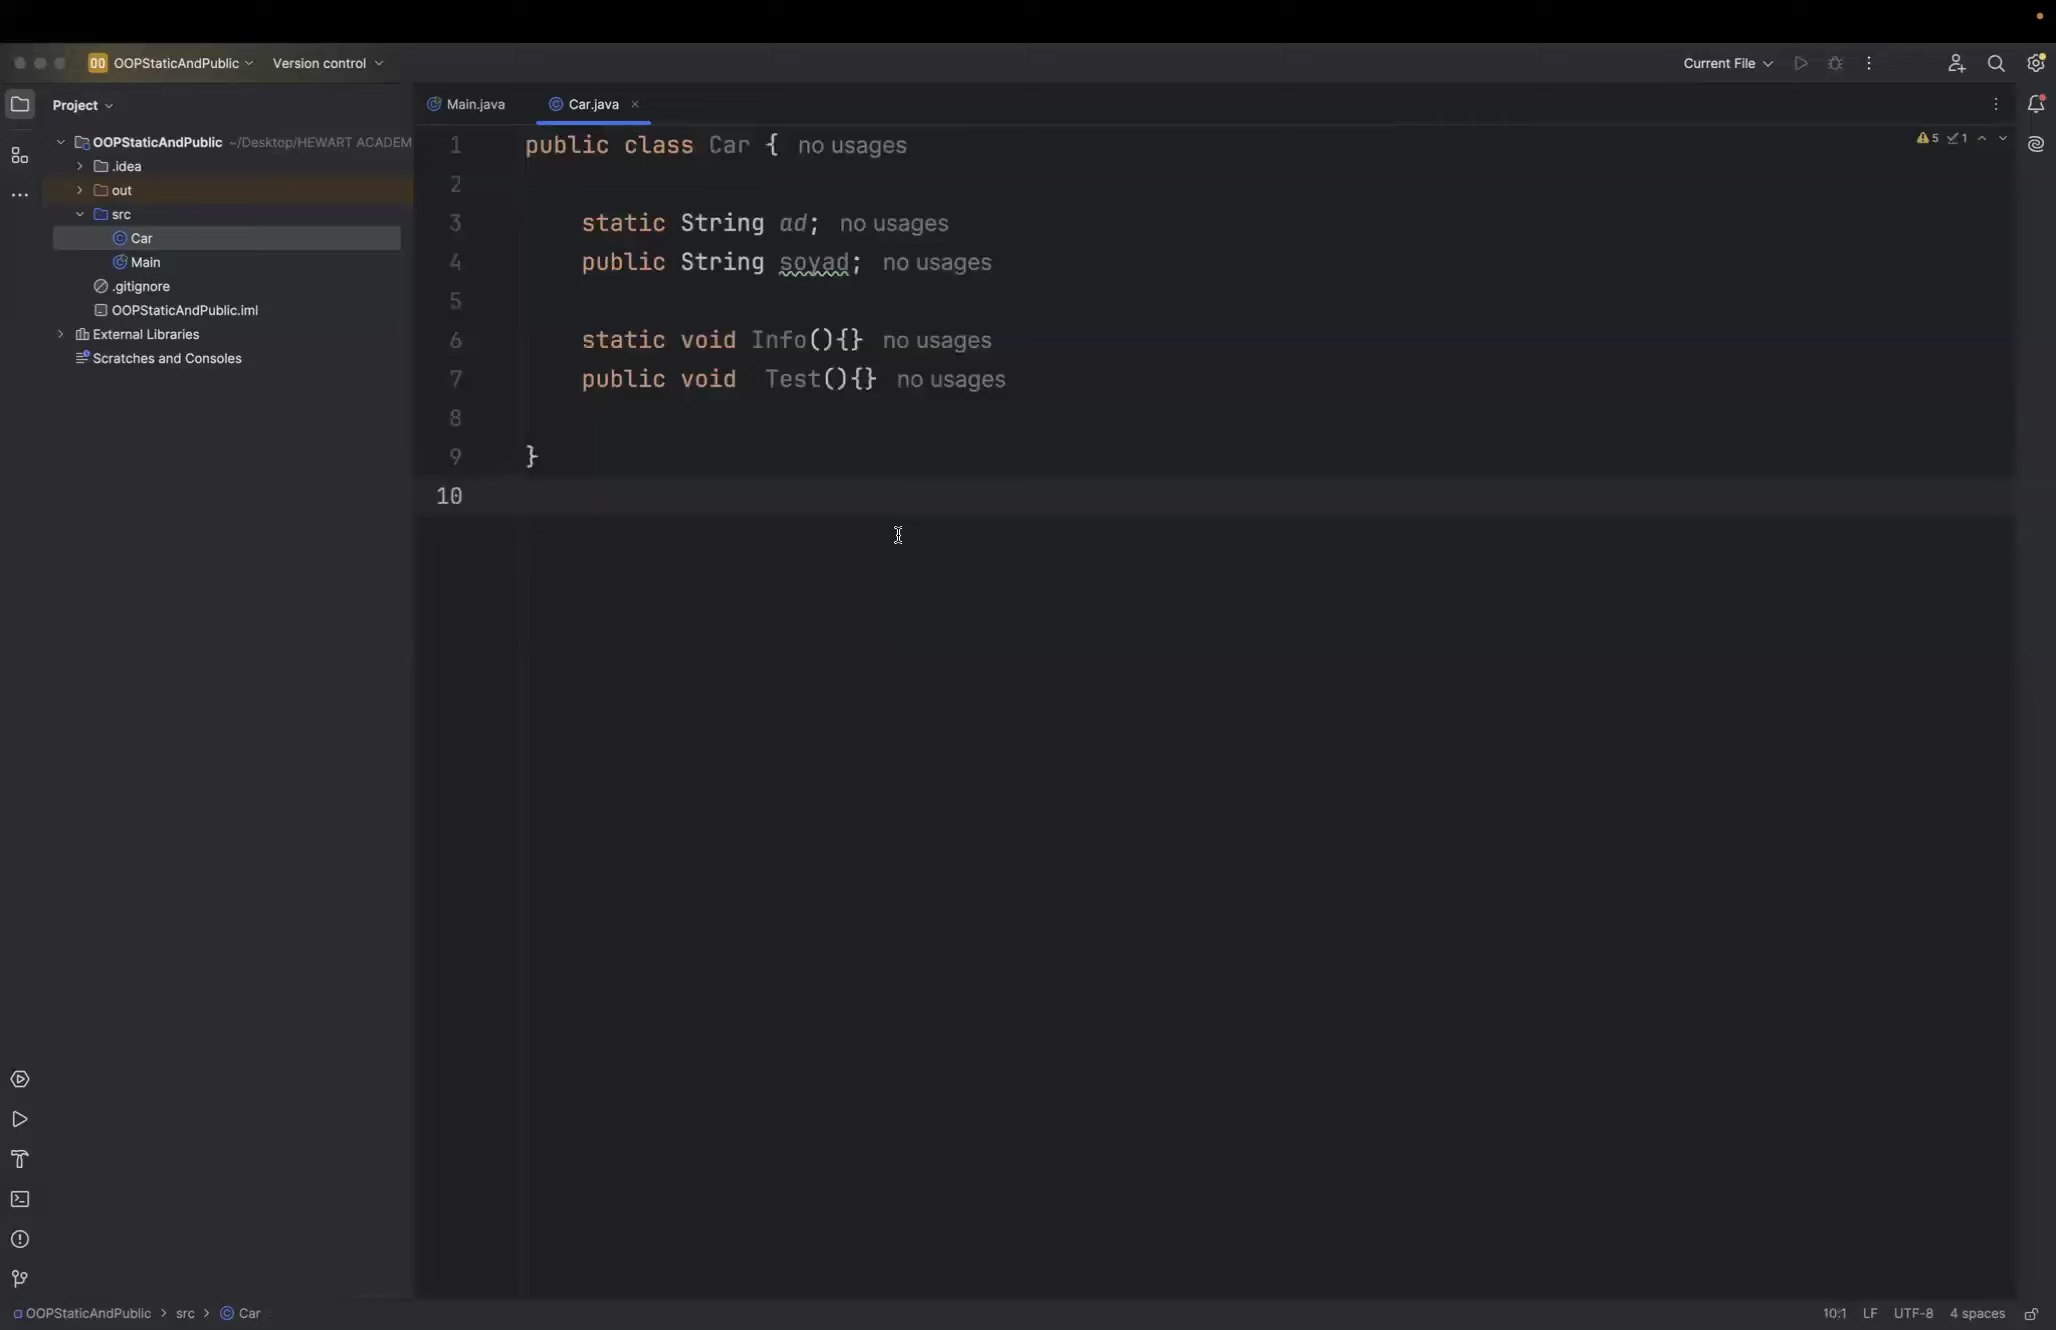 OO OOPStaticAndPublic Version control Current File
Project
Main.java Car.java
OOPStaticAndPublic ~/Desktop/HEWART ACADEM
.idea
out
src
Car
Main
.gitignore
OOPStaticAndPublic.iml
External Libraries
Scratches and Consoles
5 1
1 public class Car { no usages
2
3 static String ad; no usages
4 public String soyad; no usages
5
6 static void Info(){} no usages
7 public void  Test(){} no usages
8
9 }
10
OOPStaticAndPublic > src > Car 10:1 LF UTF-8 4 spaces